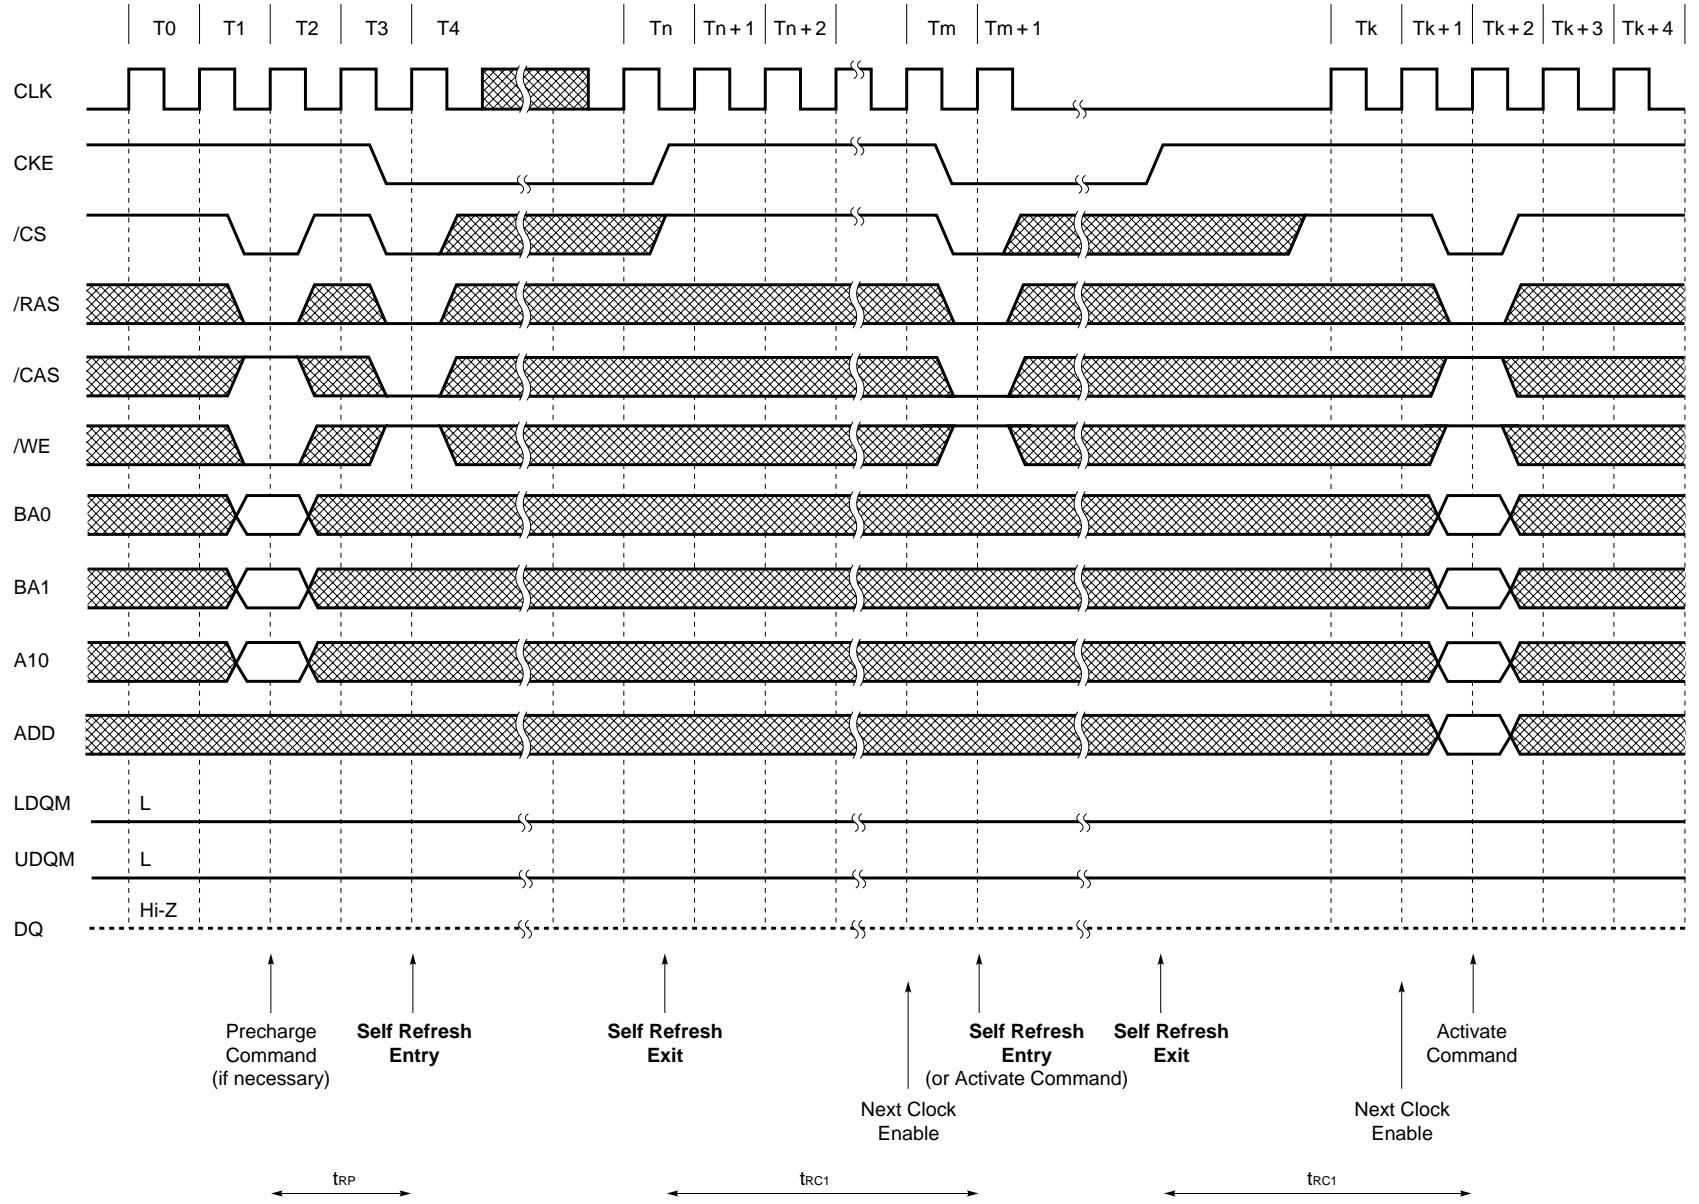 T0 T1 T2 T3 T4 Tn Tn + 1 Tn + 2 Tm Tm + 1 Tk Tk + 1 Tk + 2 Tk + 3 Tk + 4
CLK
CKE
/CS
/RAS
/CAS
/WE
BA0
BA1
A10
ADD
LDQM L
UDQM L
Hi-Z
DQ
Precharge
Command
(if necessary)
Self Refresh
Entry
Self Refresh
Exit
Next Clock
Enable
Self Refresh
Entry
(or Activate Command)
Self Refresh
Exit
Next Clock
Enable
Activate
Command
tRP tRC1 tRC1